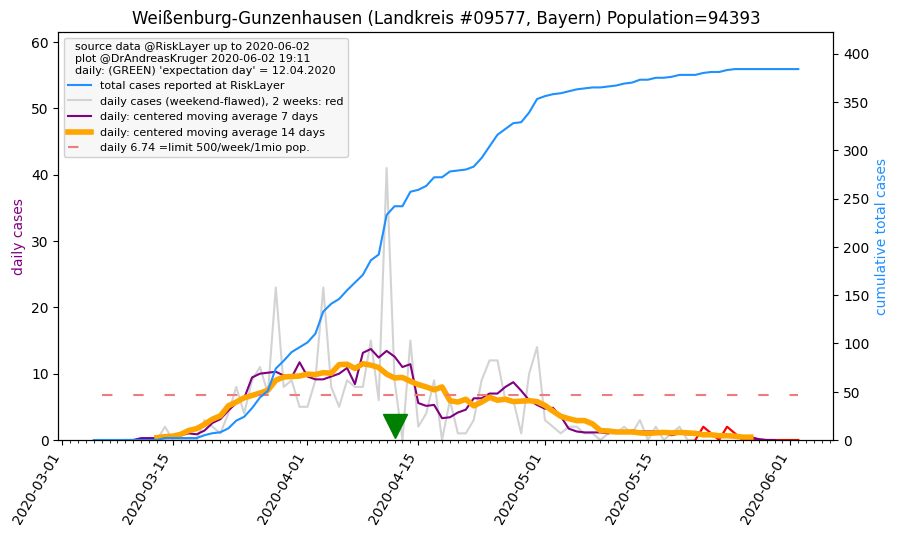 Weißenburg-Gunzenhausen (Landkreis #09577, Bayern) Population=94393
source data @RiskLayer up to 2020-06-02
plot @DrAndreasKruger 2020-06-02 19:11
daily: (GREEN) 'expectation day' = 12.04.2020
total cases reported at RiskLayer
daily cases (weekend-flawed), 2 weeks: red
daily: centered moving average 7 days
daily: centered moving average 14 days
daily 6.74 =limit 500/week/1mio pop.
daily cases
60
50
40
30
20
10
0
cumulative total cases
400
350
300
250
200
150
100
50
0
2020-03-01
2020-03-15
2020-04-01
2020-04-15
2020-05-01
2020-05-15
2020-06-01